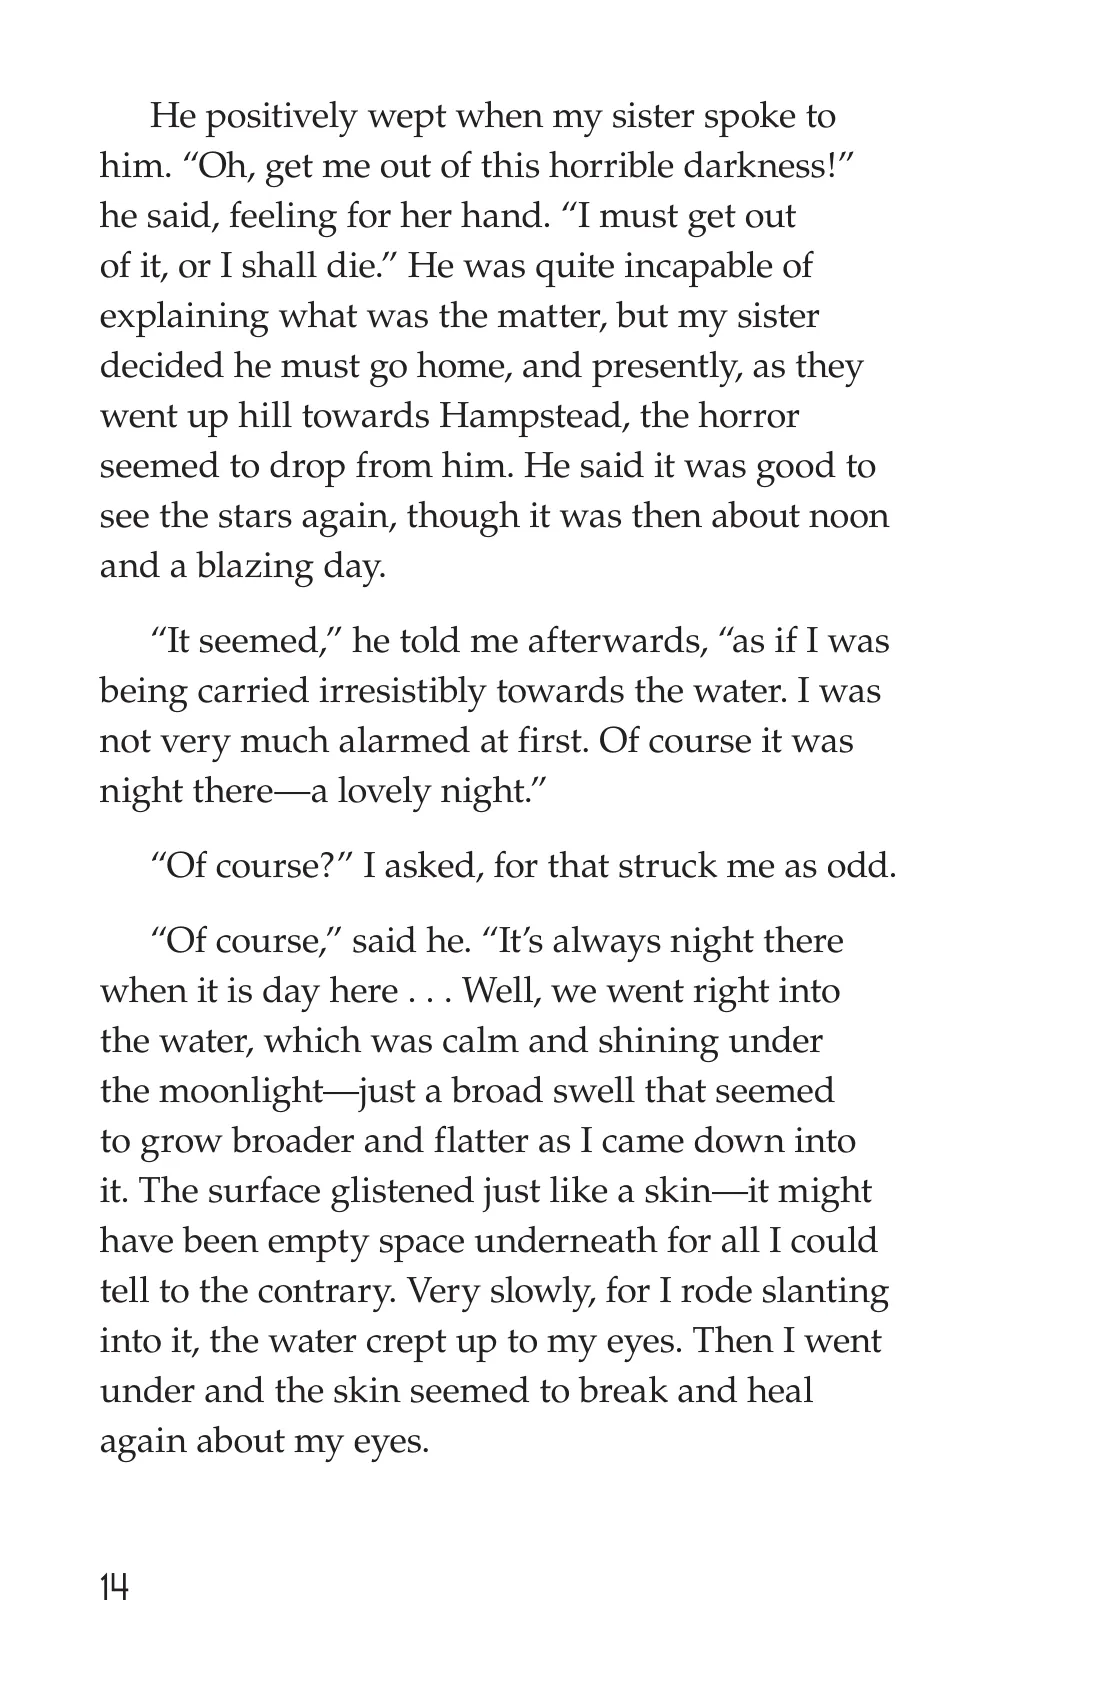 He positively wept when my sister spoke to
him. “Oh, get me out of this horrible darkness!”
he said, feeling for her hand. “I must get out
of it, or I shall die.” He was quite incapable of
explaining what was the matter, but my sister
decided he must go home, and presently, as they
went up hill towards Hampstead, the horror
seemed to drop from him. He said it was good to
see the stars again, though it was then about noon
and a blazing day.
“It seemed,” he told me afterwards, “as if I was
being carried irresistibly towards the water. I was
not very much alarmed at first. Of course it was
night there—a lovely night.”
“Of course?” I asked, for that struck me as odd.
“Of course,” said he. “It’s always night there
when it is day here . . . Well, we went right into
the water, which was calm and shining under
the moonlight—just a broad swell that seemed
to grow broader and flatter as I came down into
it. The surface glistened just like a skin—it might
have been empty space underneath for all I could
tell to the contrary. Very slowly, for I rode slanting
into it, the water crept up to my eyes. Then I went
under and the skin seemed to break and heal
again about my eyes.
14